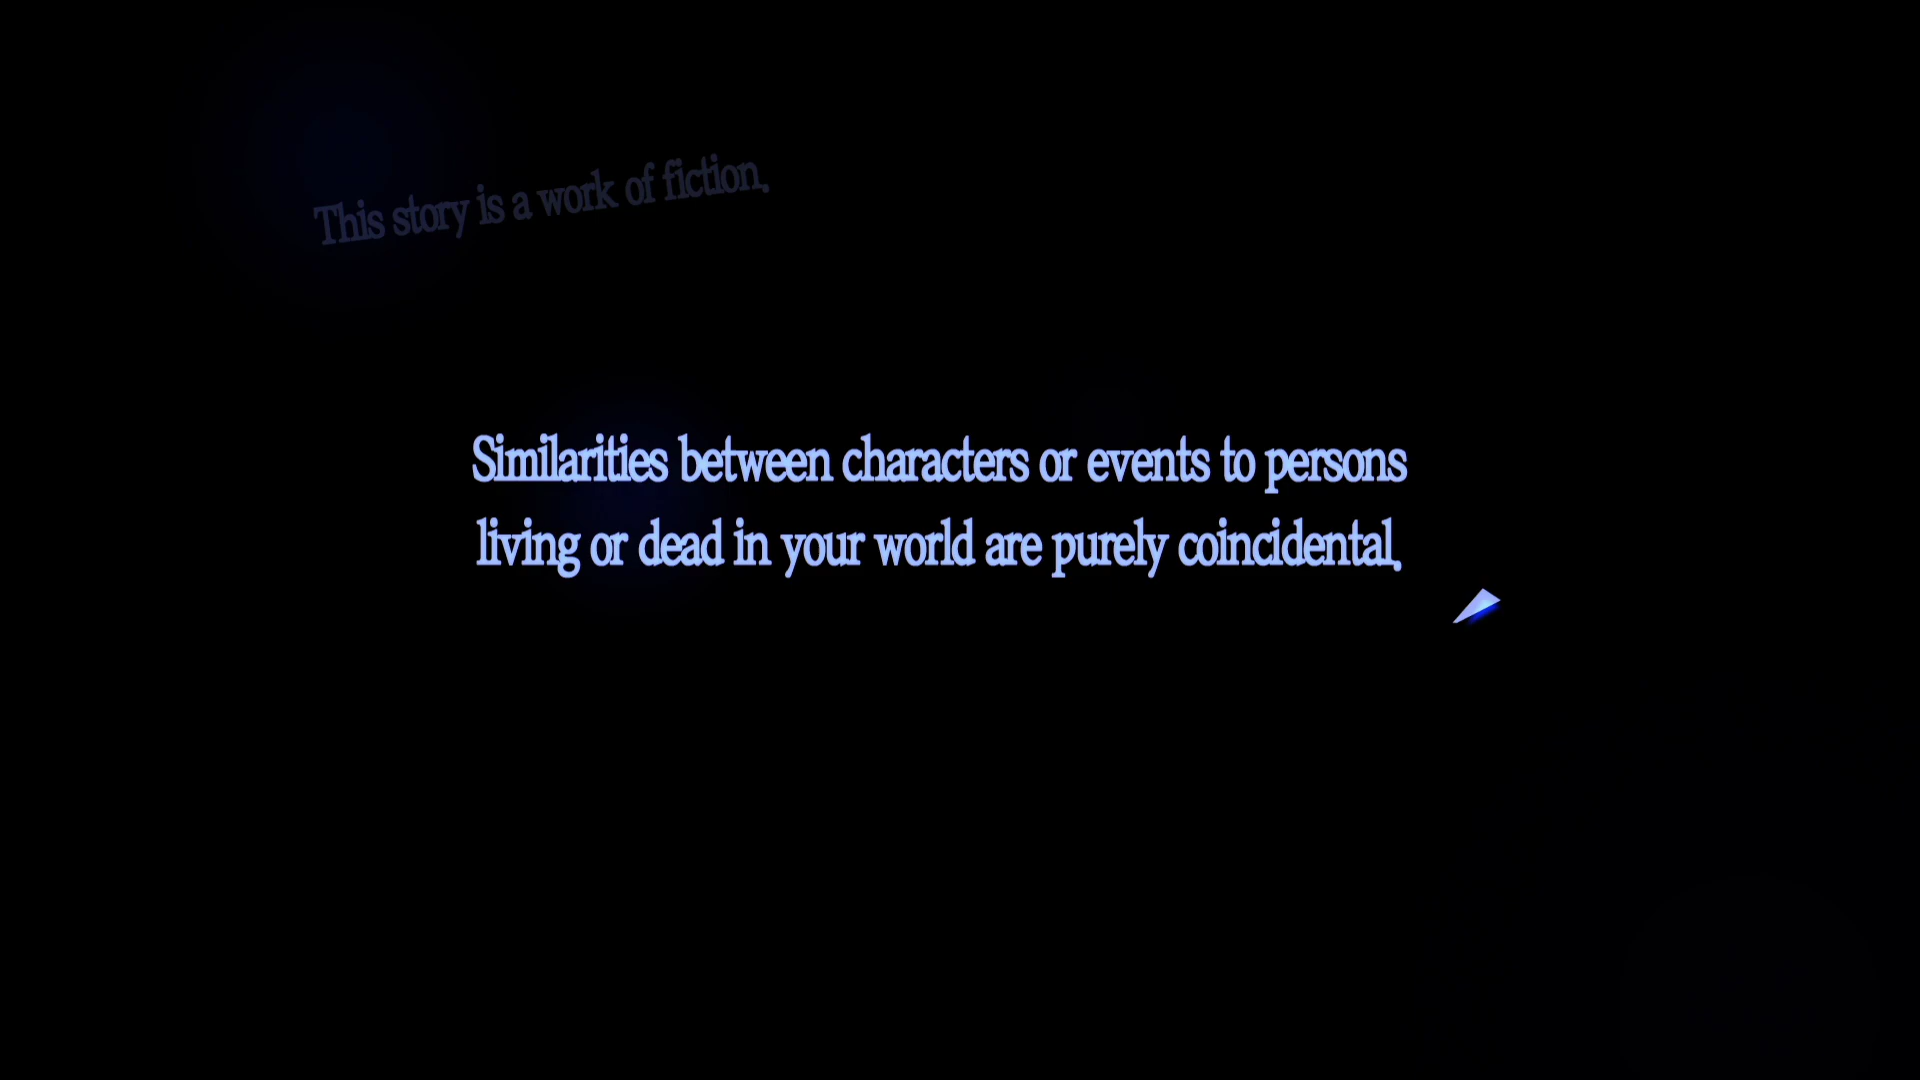 This story is a work of fiction.
Similarities between characters or events to persons
living or dead in your world are purely coincidental.